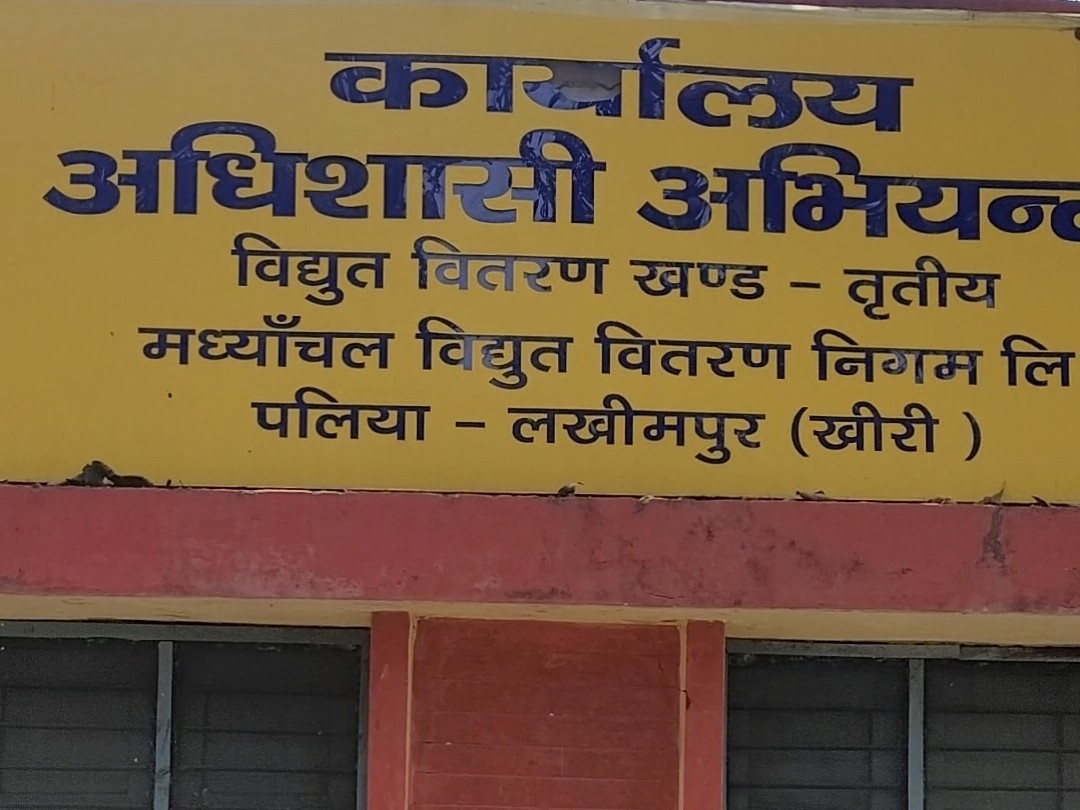 कार्यालय
अधिशासी अभियन्त
विद्युत वितरण खण्ड - तृतीय
मध्याँचल विद्युत वितरण निगम लि
पलिया - लखीमपुर (खीरी )